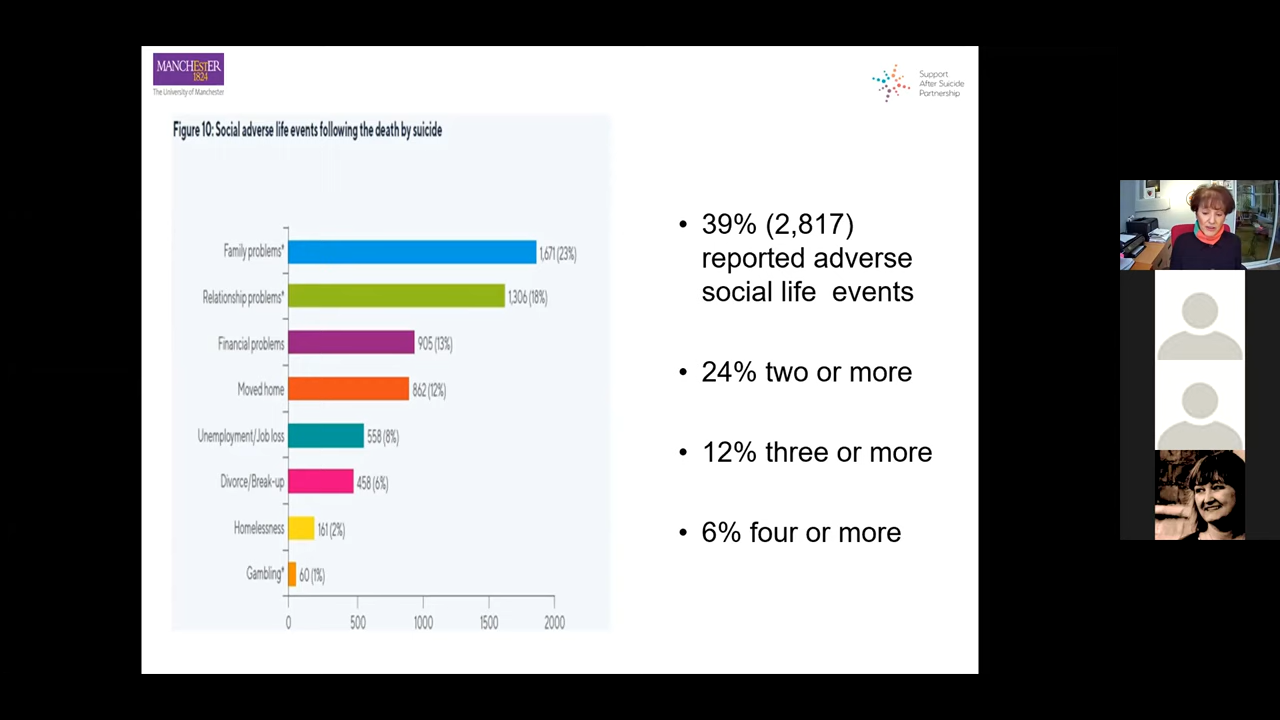 MANCHESTER
1824
The University of Manchester
Support
After Suicide
Partnership
Figure 10: Social adverse life events following the death by suicide
Family problems* 1,671 (23%)
Relationship problems* 1,306 (18%)
Financial problems 905 (13%)
Moved home 862 (12%)
Unemployment/Job loss 558 (8%)
Divorce/Break-up 458 (6%)
Homelessness 161 (2%)
Gambling* 60 (1%)
0 500 1000 1500 2000
• 39% (2,817)
reported adverse
social life events
• 24% two or more
• 12% three or more
• 6% four or more